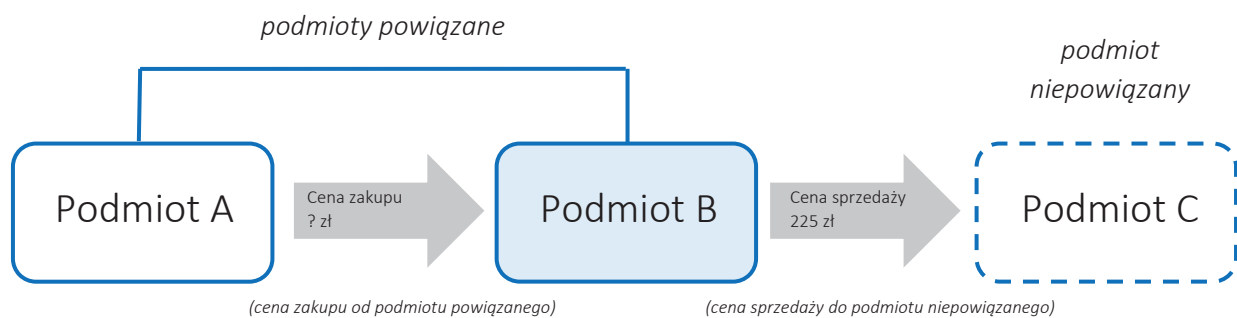 podmioty powiązane
podmiot
niepowiązany
Podmiot A
Cena zakupu
? zł
Podmiot B
Cena sprzedaży
225 zł
Podmiot C
(cena zakupu od podmiotu powiązanego)
(cena sprzedaży do podmiotu niepowiązanego)